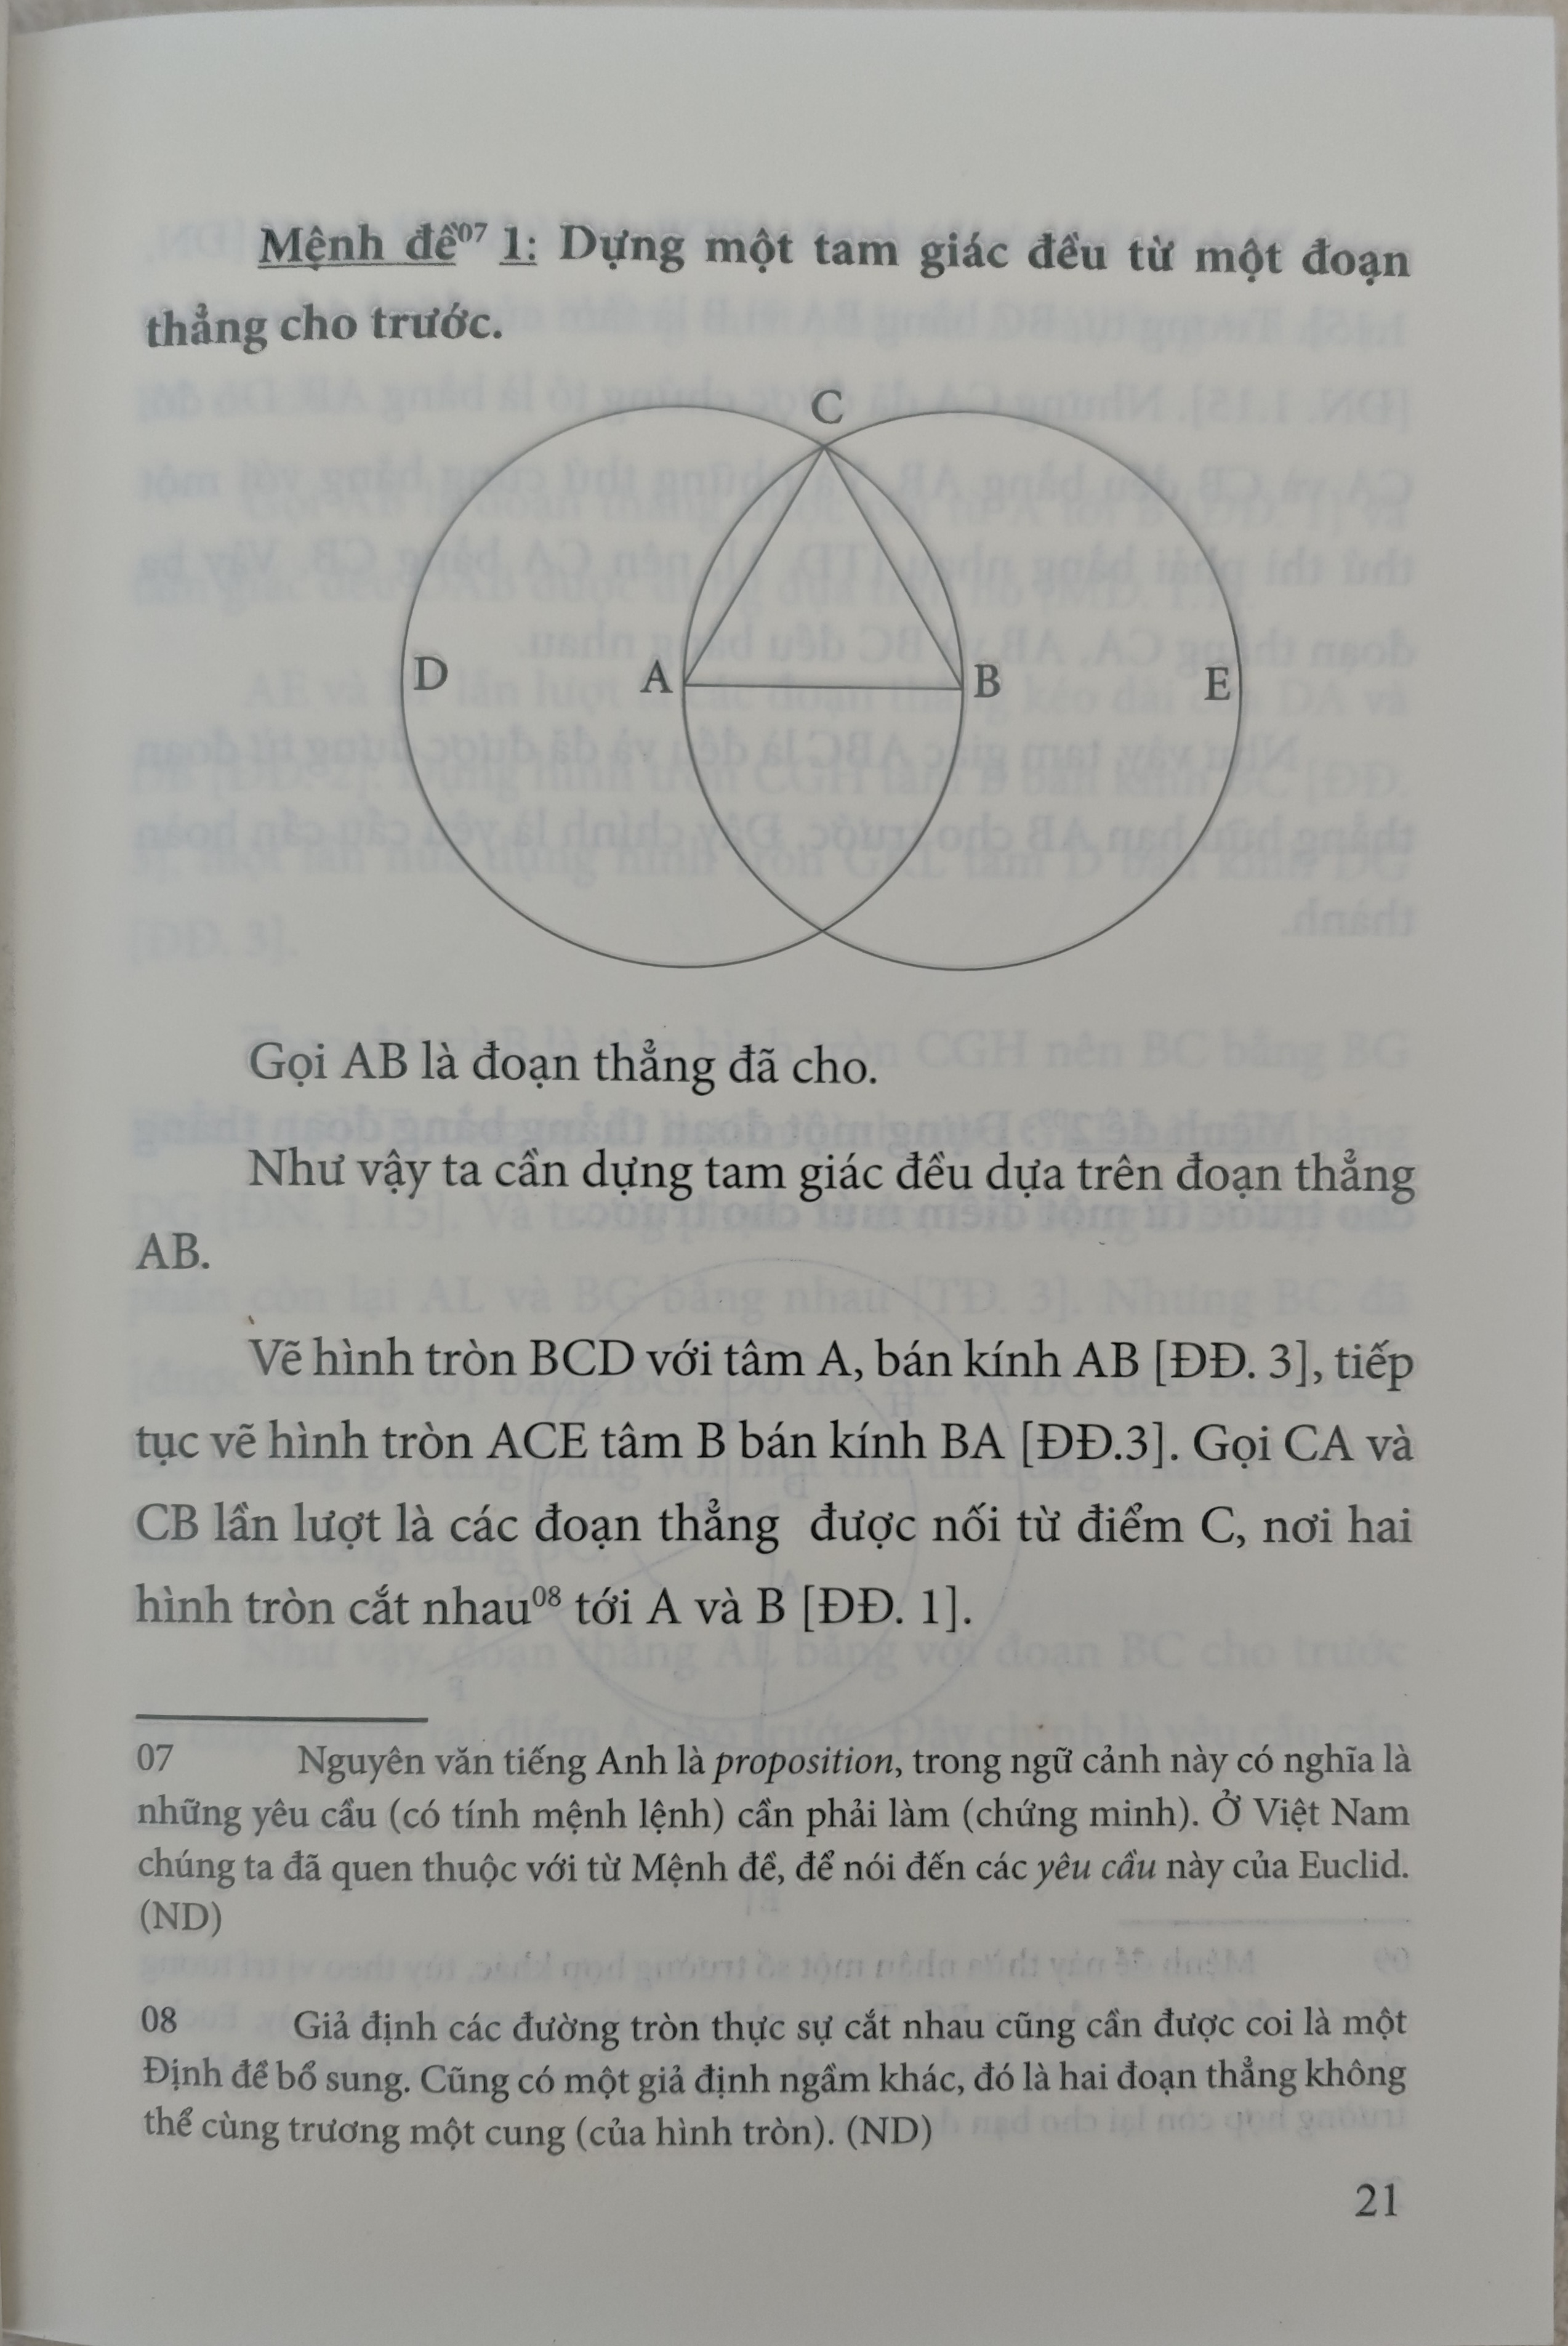 Mệnh đề⁰⁷ 1: Dựng một tam giác đều từ một đoạn
thẳng cho trước.
C
D
A
B
E
Gọi AB là đoạn thẳng đã cho.
Như vậy ta cần dựng tam giác đều dựa trên đoạn thẳng
AB.
Vẽ hình tròn BCD với tâm A, bán kính AB [ĐĐ. 3], tiếp
tục vẽ hình tròn ACE tâm B bán kính BA [ĐĐ.3]. Gọi CA và
CB lần lượt là các đoạn thẳng được nối từ điểm C, nơi hai
hình tròn cắt nhau⁰⁸ tới A và B [ĐĐ. 1].
07 Nguyên văn tiếng Anh là proposition, trong ngữ cảnh này có nghĩa là
những yêu cầu (có tính mệnh lệnh) cần phải làm (chứng minh). Ở Việt Nam
chúng ta đã quen thuộc với từ Mệnh đề, để nói đến các yêu cầu này của Euclid.
(ND)
08 Giả định các đường tròn thực sự cắt nhau cũng cần được coi là một
Định đề bổ sung. Cũng có một giả định ngầm khác, đó là hai đoạn thẳng không
thể cùng trương một cung (của hình tròn). (ND)
21